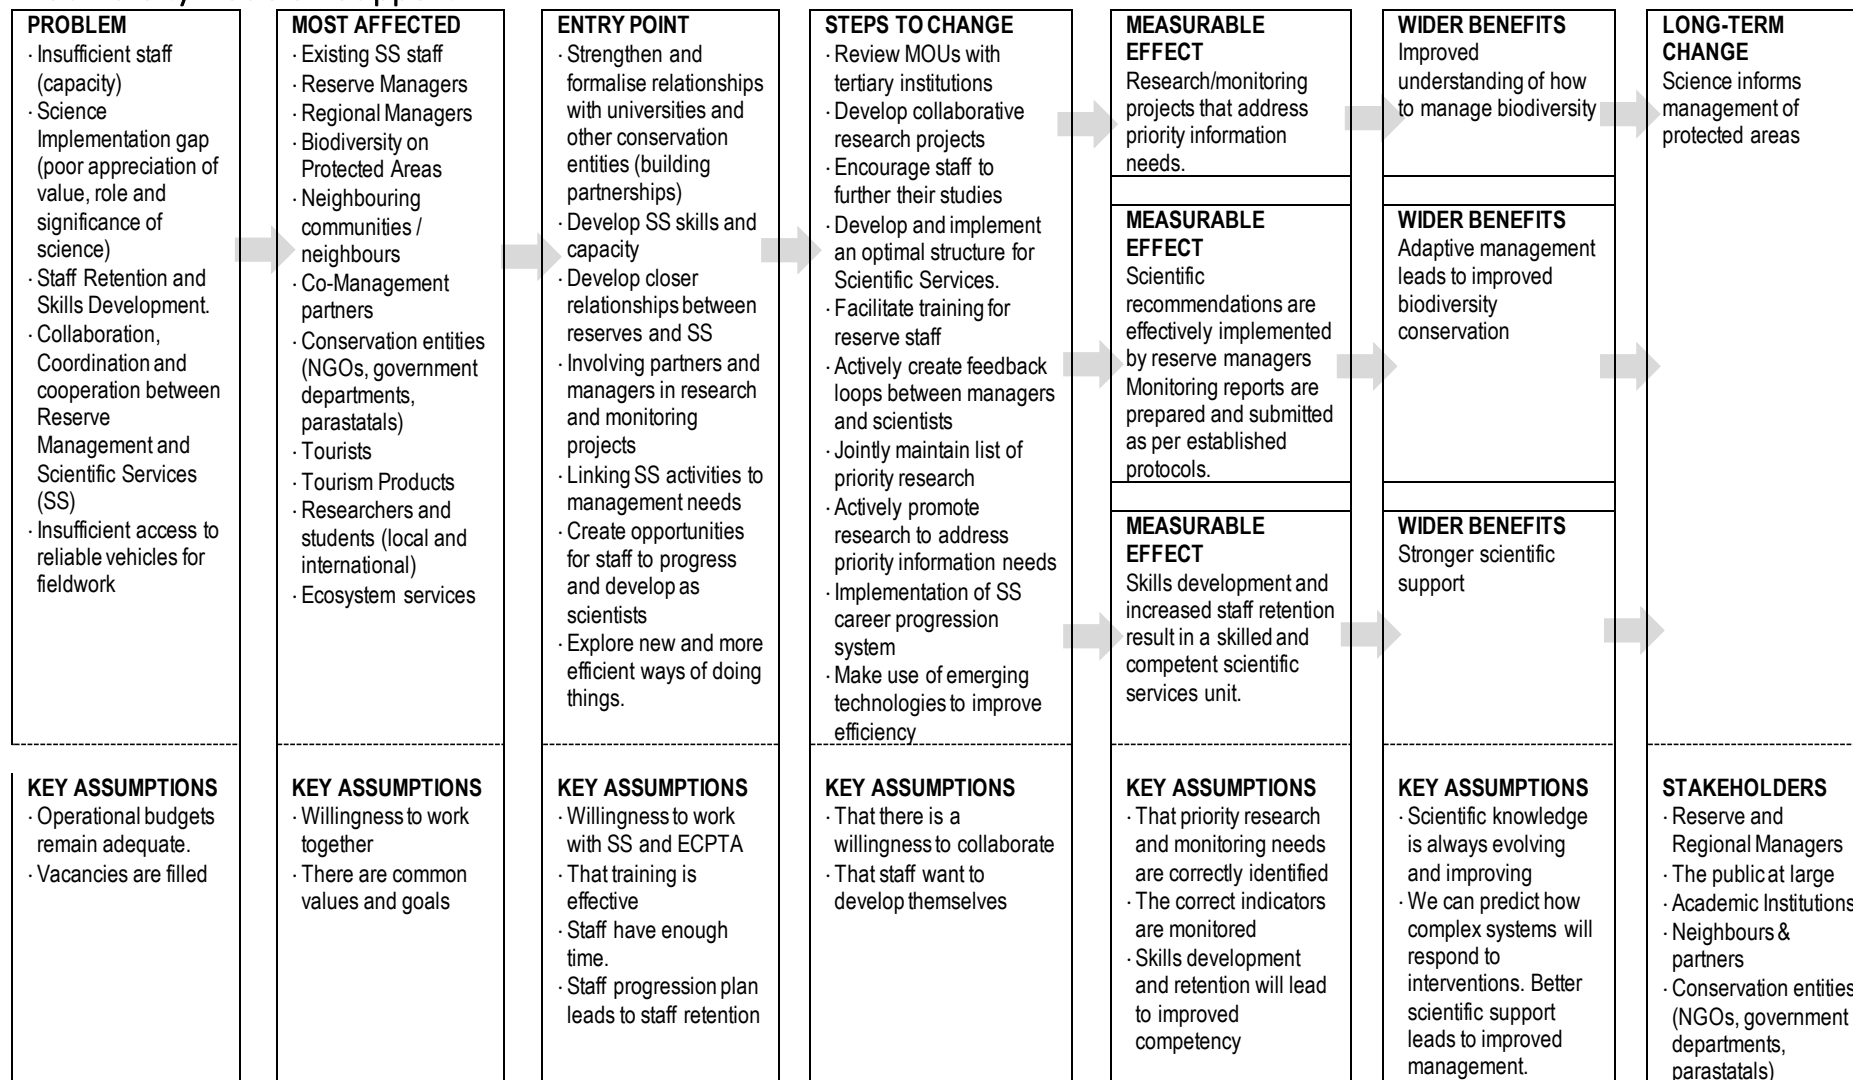 PROBLEM
· Insufficient staff
(capacity)
· Science
Implementation gap
(poor appreciation of
value, role and
significance of
science)
· Staff Retention and
Skills Development.
· Collaboration,
Coordination and
cooperation between
Reserve
Management and
Scientific Services
(SS)
· Insufficient access to
reliable vehicles for
fieldwork
KEY ASSUMPTIONS
· Operational budgets
remain adequate.
· Vacancies are filled
MOST AFFECTED
· Existing SS staff
· Reserve Managers
· Regional Managers
· Biodiversity on
Protected Areas
· Neighbouring
communities /
neighbours
· Co-Management
partners
· Conservation entities
(NGOs, government
departments,
parastatals)
· Tourists
· Tourism Products
· Researchers and
students (local and
international)
· Ecosystem services
KEY ASSUMPTIONS
· Willingness to work
together
· There are common
values and goals
ENTRY POINT
· Strengthen and
formalise relationships
with universities and
other conservation
entities (building
partnerships)
· Develop SS skills and
capacity
· Develop closer
relationships between
reserves and SS
· Involving partners and
managers in research
and monitoring
projects
· Linking SS activities to
management needs
· Create opportunities
for staff to progress
and develop as
scientists
· Explore new and more
efficient ways of doing
things.
KEY ASSUMPTIONS
· Willingness to work
with SS and ECPTA
· That training is
effective
· Staff have enough
time.
· Staff progression plan
leads to staff retention
STEPS TO CHANGE
· Review MOUs with
tertiary institutions
· Develop collaborative
research projects
· Encourage staff to
further their studies
· Develop and implement
an optimal structure for
Scientific Services.
· Facilitate training for
reserve staff
· Actively create feedback
loops between managers
and scientists
· Jointly maintain list of
priority research
· Actively promote
research to address
priority information needs
· Implementation of SS
career progression
system
· Make use of emerging
technologies to improve
efficiency
KEY ASSUMPTIONS
· That there is a
willingness to collaborate
· That staff want to
develop themselves
MEASURABLE
EFFECT
Research/monitoring
projects that address
priority information
needs.
MEASURABLE
EFFECT
Scientific
recommendations are
effectively implemented
by reserve managers
Monitoring reports are
prepared and submitted
as per established
protocols.
MEASURABLE
EFFECT
Skills development and
increased staff retention
result in a skilled and
competent scientific
services unit.
KEY ASSUMPTIONS
· That priority research
and monitoring needs
are correctly identified
· The correct indicators
are monitored
· Skills development
and retention will lead
to improved
competency
WIDER BENEFITS
Improved
understanding of how
to manage biodiversity
WIDER BENEFITS
Adaptive management
leads to improved
biodiversity
conservation
WIDER BENEFITS
Stronger scientific
support
KEY ASSUMPTIONS
· Scientific knowledge
is always evolving
and improving
· We can predict how
complex systems will
respond to
interventions. Better
scientific support
leads to improved
management.
LONG-TERM
CHANGE
Science informs
management of
protected areas
STAKEHOLDERS
· Reserve and
Regional Managers
· The public at large
· Academic Institutions
· Neighbours &
partners
· Conservation entities
(NGOs, government
departments,
parastatals)